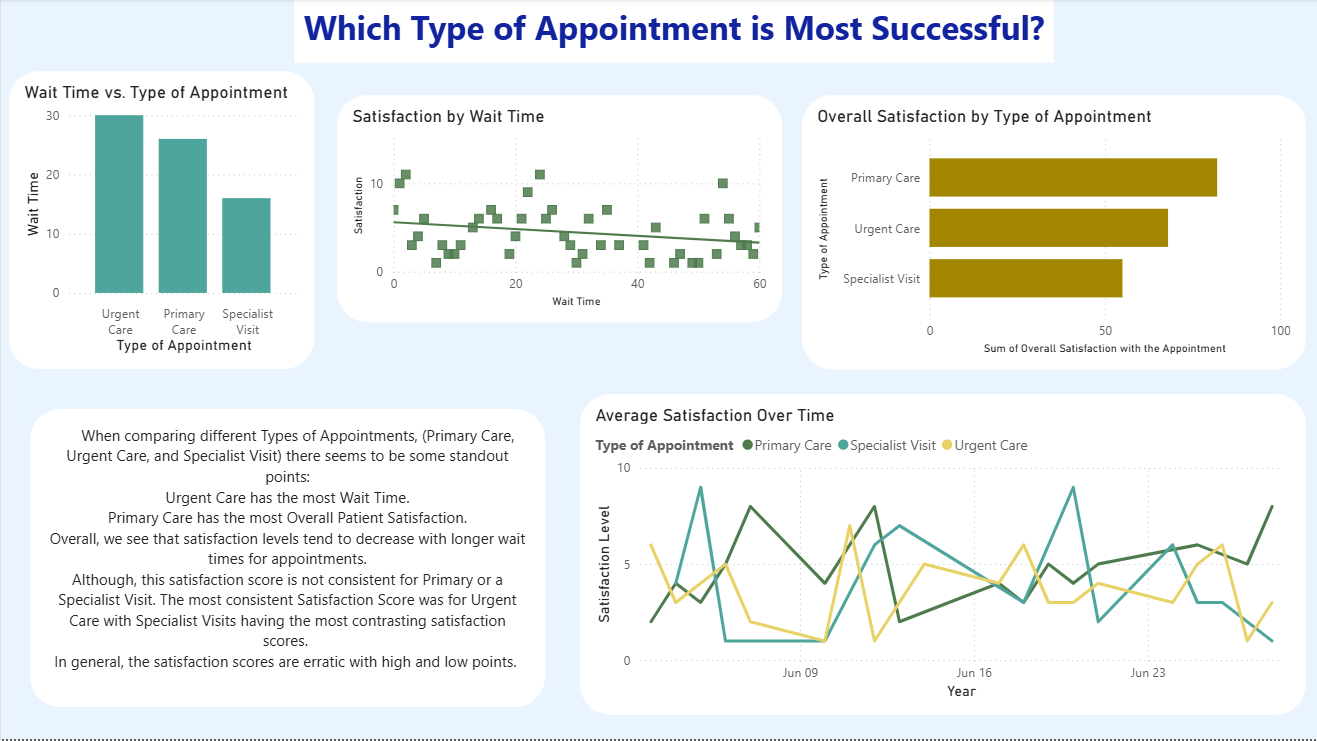 Which Type of Appointment is Most Successful?
Wait Time vs. Type of Appointment
30
20
10
0
Wait Time
Urgent
Care
Primary
Care
Specialist
Visit
Type of Appointment
Satisfaction by Wait Time
10
0
Satisfaction
0
20
40
60
Wait Time
Overall Satisfaction by Type of Appointment
Type of Appointment
Primary Care
Urgent Care
Specialist Visit
0
50
100
Sum of Overall Satisfaction with the Appointment
When comparing different Types of Appointments, (Primary Care,
Urgent Care, and Specialist Visit) there seems to be some standout
points:
Urgent Care has the most Wait Time.
Primary Care has the most Overall Patient Satisfaction.
Overall, we see that satisfaction levels tend to decrease with longer wait
times for appointments.
Although, this satisfaction score is not consistent for Primary or a
Specialist Visit. The most consistent Satisfaction Score was for Urgent
Care with Specialist Visits having the most contrasting satisfaction
scores.
In general, the satisfaction scores are erratic with high and low points.
Average Satisfaction Over Time
Type of Appointment Primary Care Specialist Visit Urgent Care
10
5
0
Satisfaction Level
Jun 09
Jun 16
Jun 23
Year